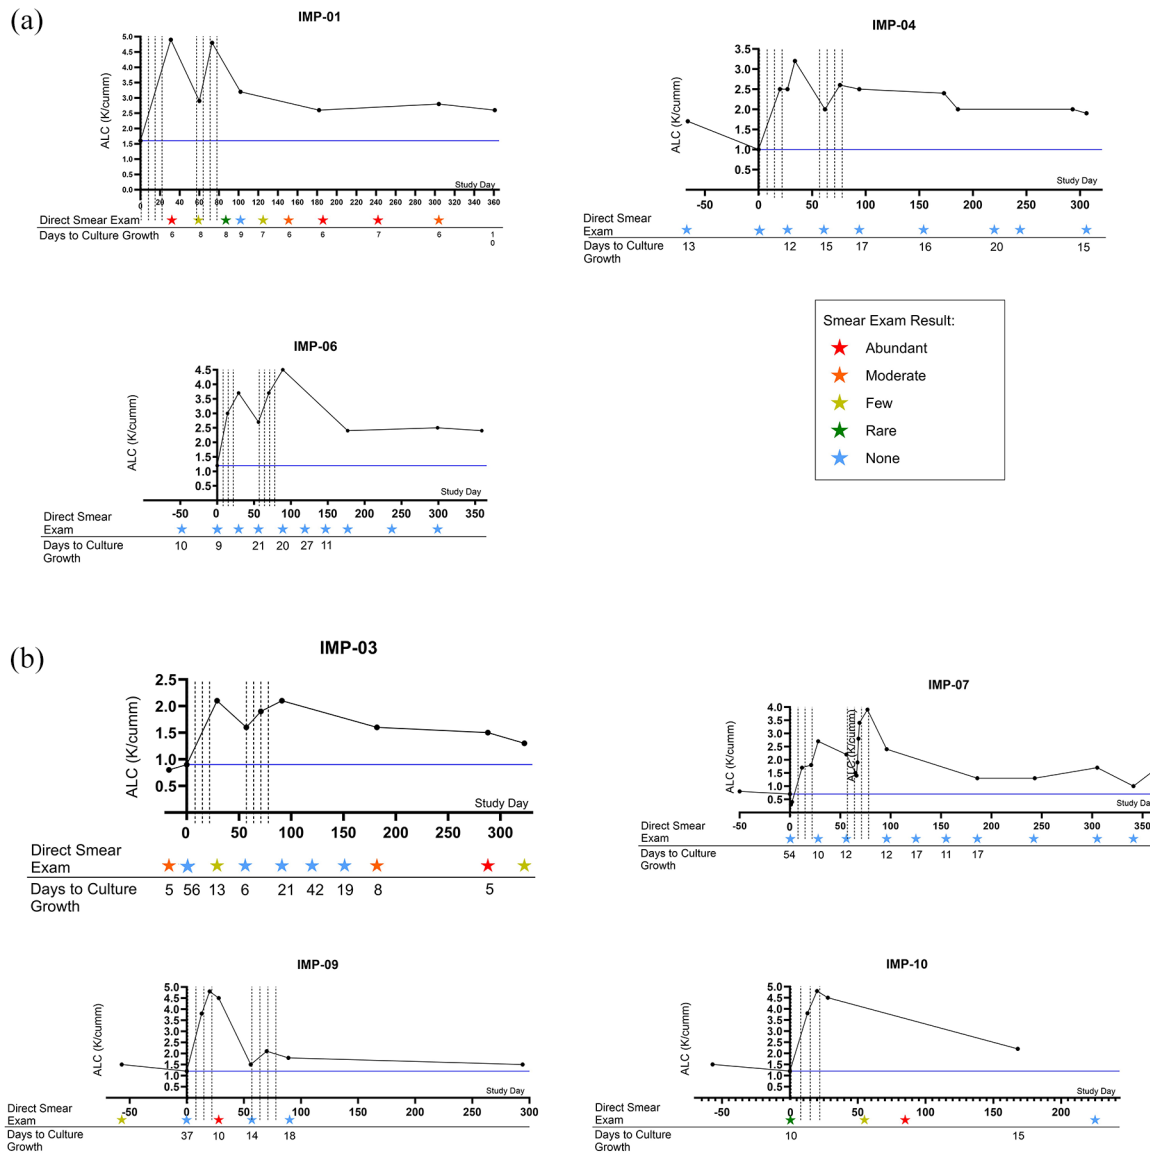 (a)
IMP-01
ALC (K/cumm)
5.0
4.5
4.0
3.5
3.0
2.5
2.0
1.5
1.0
0.5
0.0
Study Day
0 20 40 60 80 100 120 140 160 180 200 220 240 260 280 300 320 340 360
Direct Smear Exam
Days to Culture Growth 6 8 8 9 7 6 6 7 6 10
IMP-04
ALC (K/cumm)
3.5
3.0
2.5
2.0
1.5
1.0
0.5
Study Day
-50 0 50 100 150 200 250 300
Direct Smear
Exam
Days to Culture 13 12 15 17 16 20 15
Growth
IMP-06
ALC (K/cumm)
4.5
4.0
3.5
3.0
2.5
2.0
1.5
1.0
0.5
Study Day
-50 0 50 100 150 200 250 300 350
Direct Smear
Exam
Days to Culture 10 9 21 20 27 11
Growth
Smear Exam Result:
Abundant
Moderate
Few
Rare
None
(b)
IMP-03
ALC (K/cumm)
2.5
2.0
1.5
1.0
0.5
Study Day
0 50 100 150 200 250 300
Direct Smear
Exam
Days to Culture 5 56 13 6 21 42 19 8 5
Growth
IMP-07
ALC (K/cumm)
ALC (K/cumm)
4.0
3.5
3.0
2.5
2.0
1.5
1.0
0.5
Study Day
-50 0 50 100 150 200 250 300 350
Direct Smear
Exam
Days to Culture 54 10 12 12 17 11 17
Growth
IMP-09
ALC (K/cumm)
5.0
4.5
4.0
3.5
3.0
2.5
2.0
1.5
1.0
0.5
Study Day
-50 0 50 100 150 200 250 300
Direct Smear
Exam
Days to Culture 37 10 14 18
Growth
IMP-10
ALC (K/cumm)
5.0
4.5
4.0
3.5
3.0
2.5
2.0
1.5
1.0
0.5
Study Day
-50 0 50 100 150 200
Direct Smear
Exam
Days to Culture 10 15
Growth